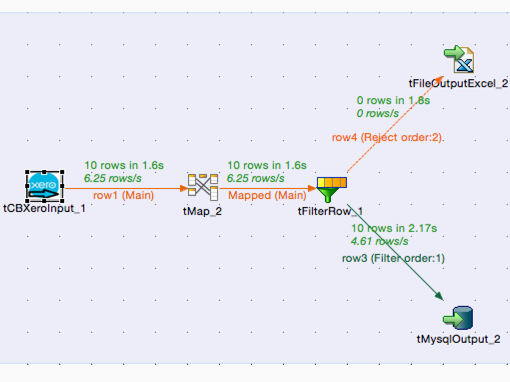 tFileOutputExcel_2
0 rows in 1.8s
0 rows/s
row4 (Reject order:2).
10 rows in 1.6s
6.25 rows/s
row1 (Main)
10 rows in 1.6s
6.25 rows/s
Mapped (Main)
xero
tCBXeroInput_1
tMap_2
tFilterRow_1
10 rows in 2.17s
4.61 rows/s
row3 (Filter order:1)
tMysqlOutput_2